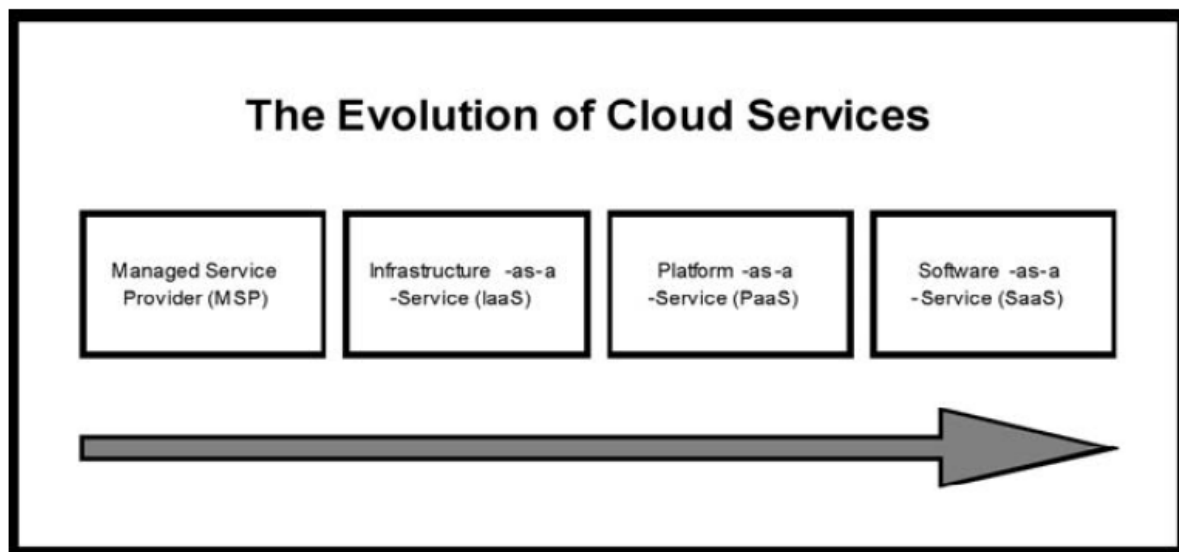 The Evolution of Cloud Services
Managed Service
Provider (MSP)
Infrastructure -as-a
-Service (IaaS)
Platform -as-a
-Service (PaaS)
Software -as-a
-Service (SaaS)